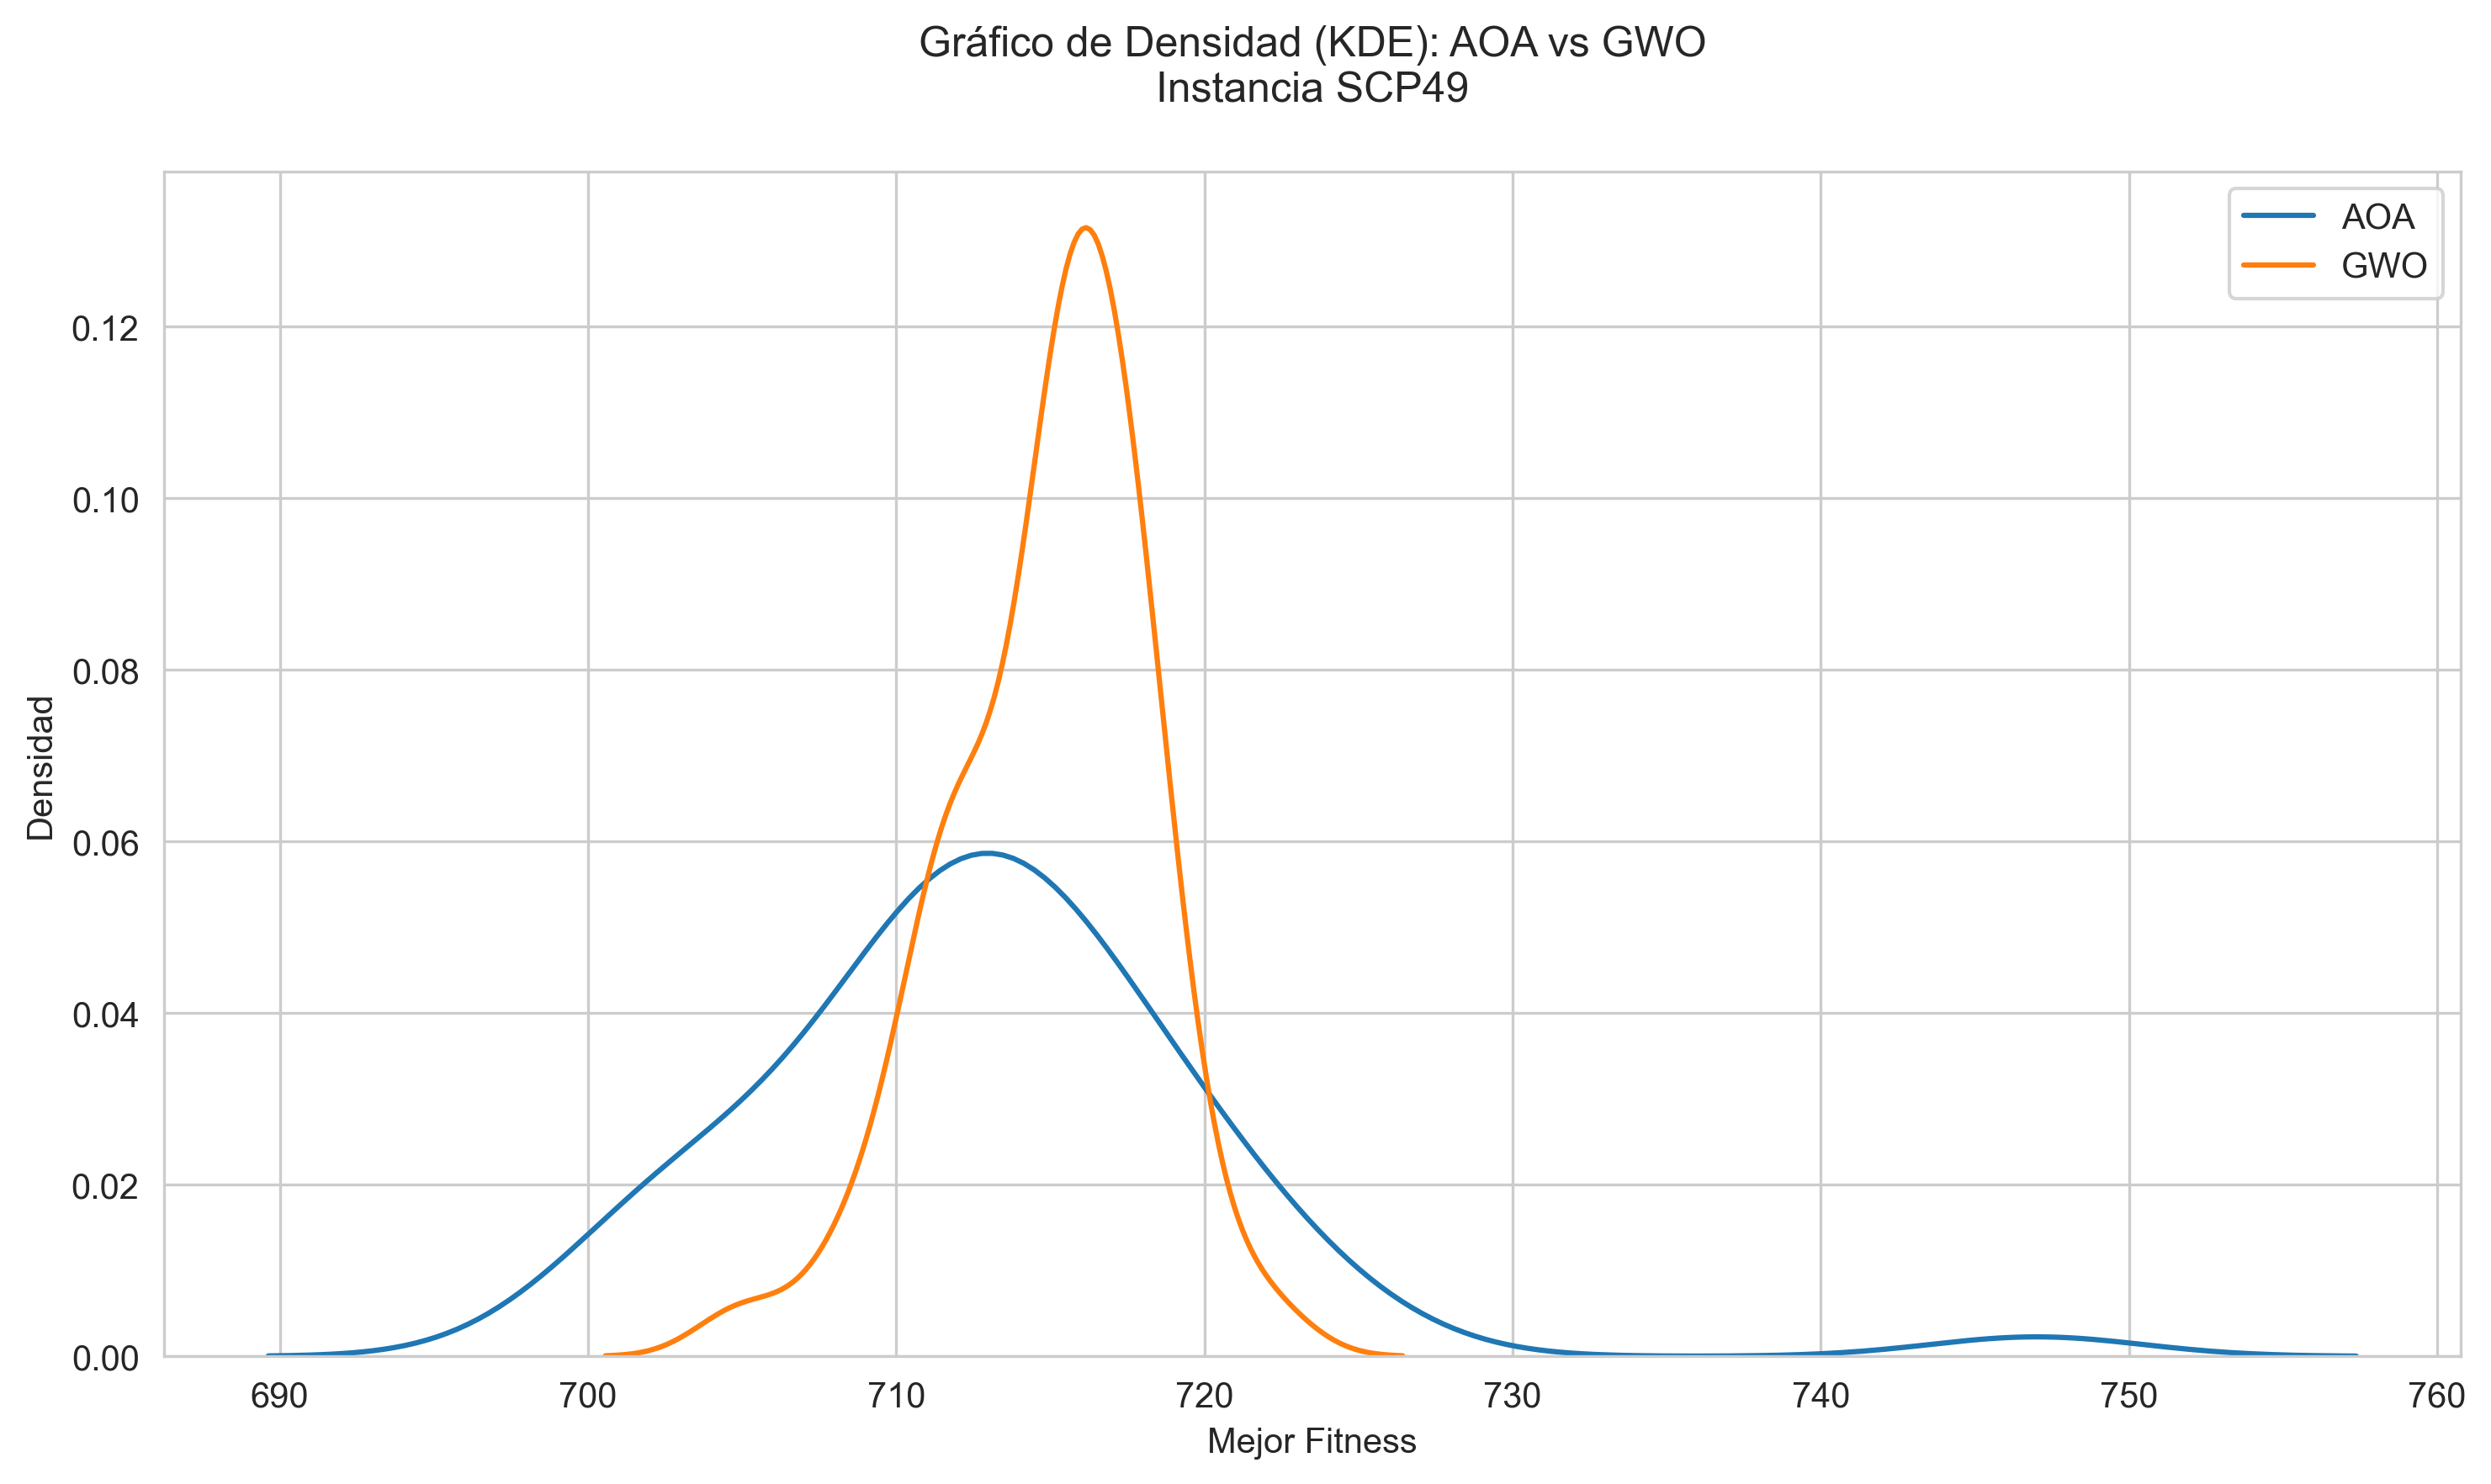 Gráfico de Densidad (KDE): AOA vs GWO
Instancia SCP49
AOA
GWO
0.12
0.10
0.08
0.06
0.04
0.02
0.00
Densidad
690 700 710 720 730 740 750 760
Mejor Fitness